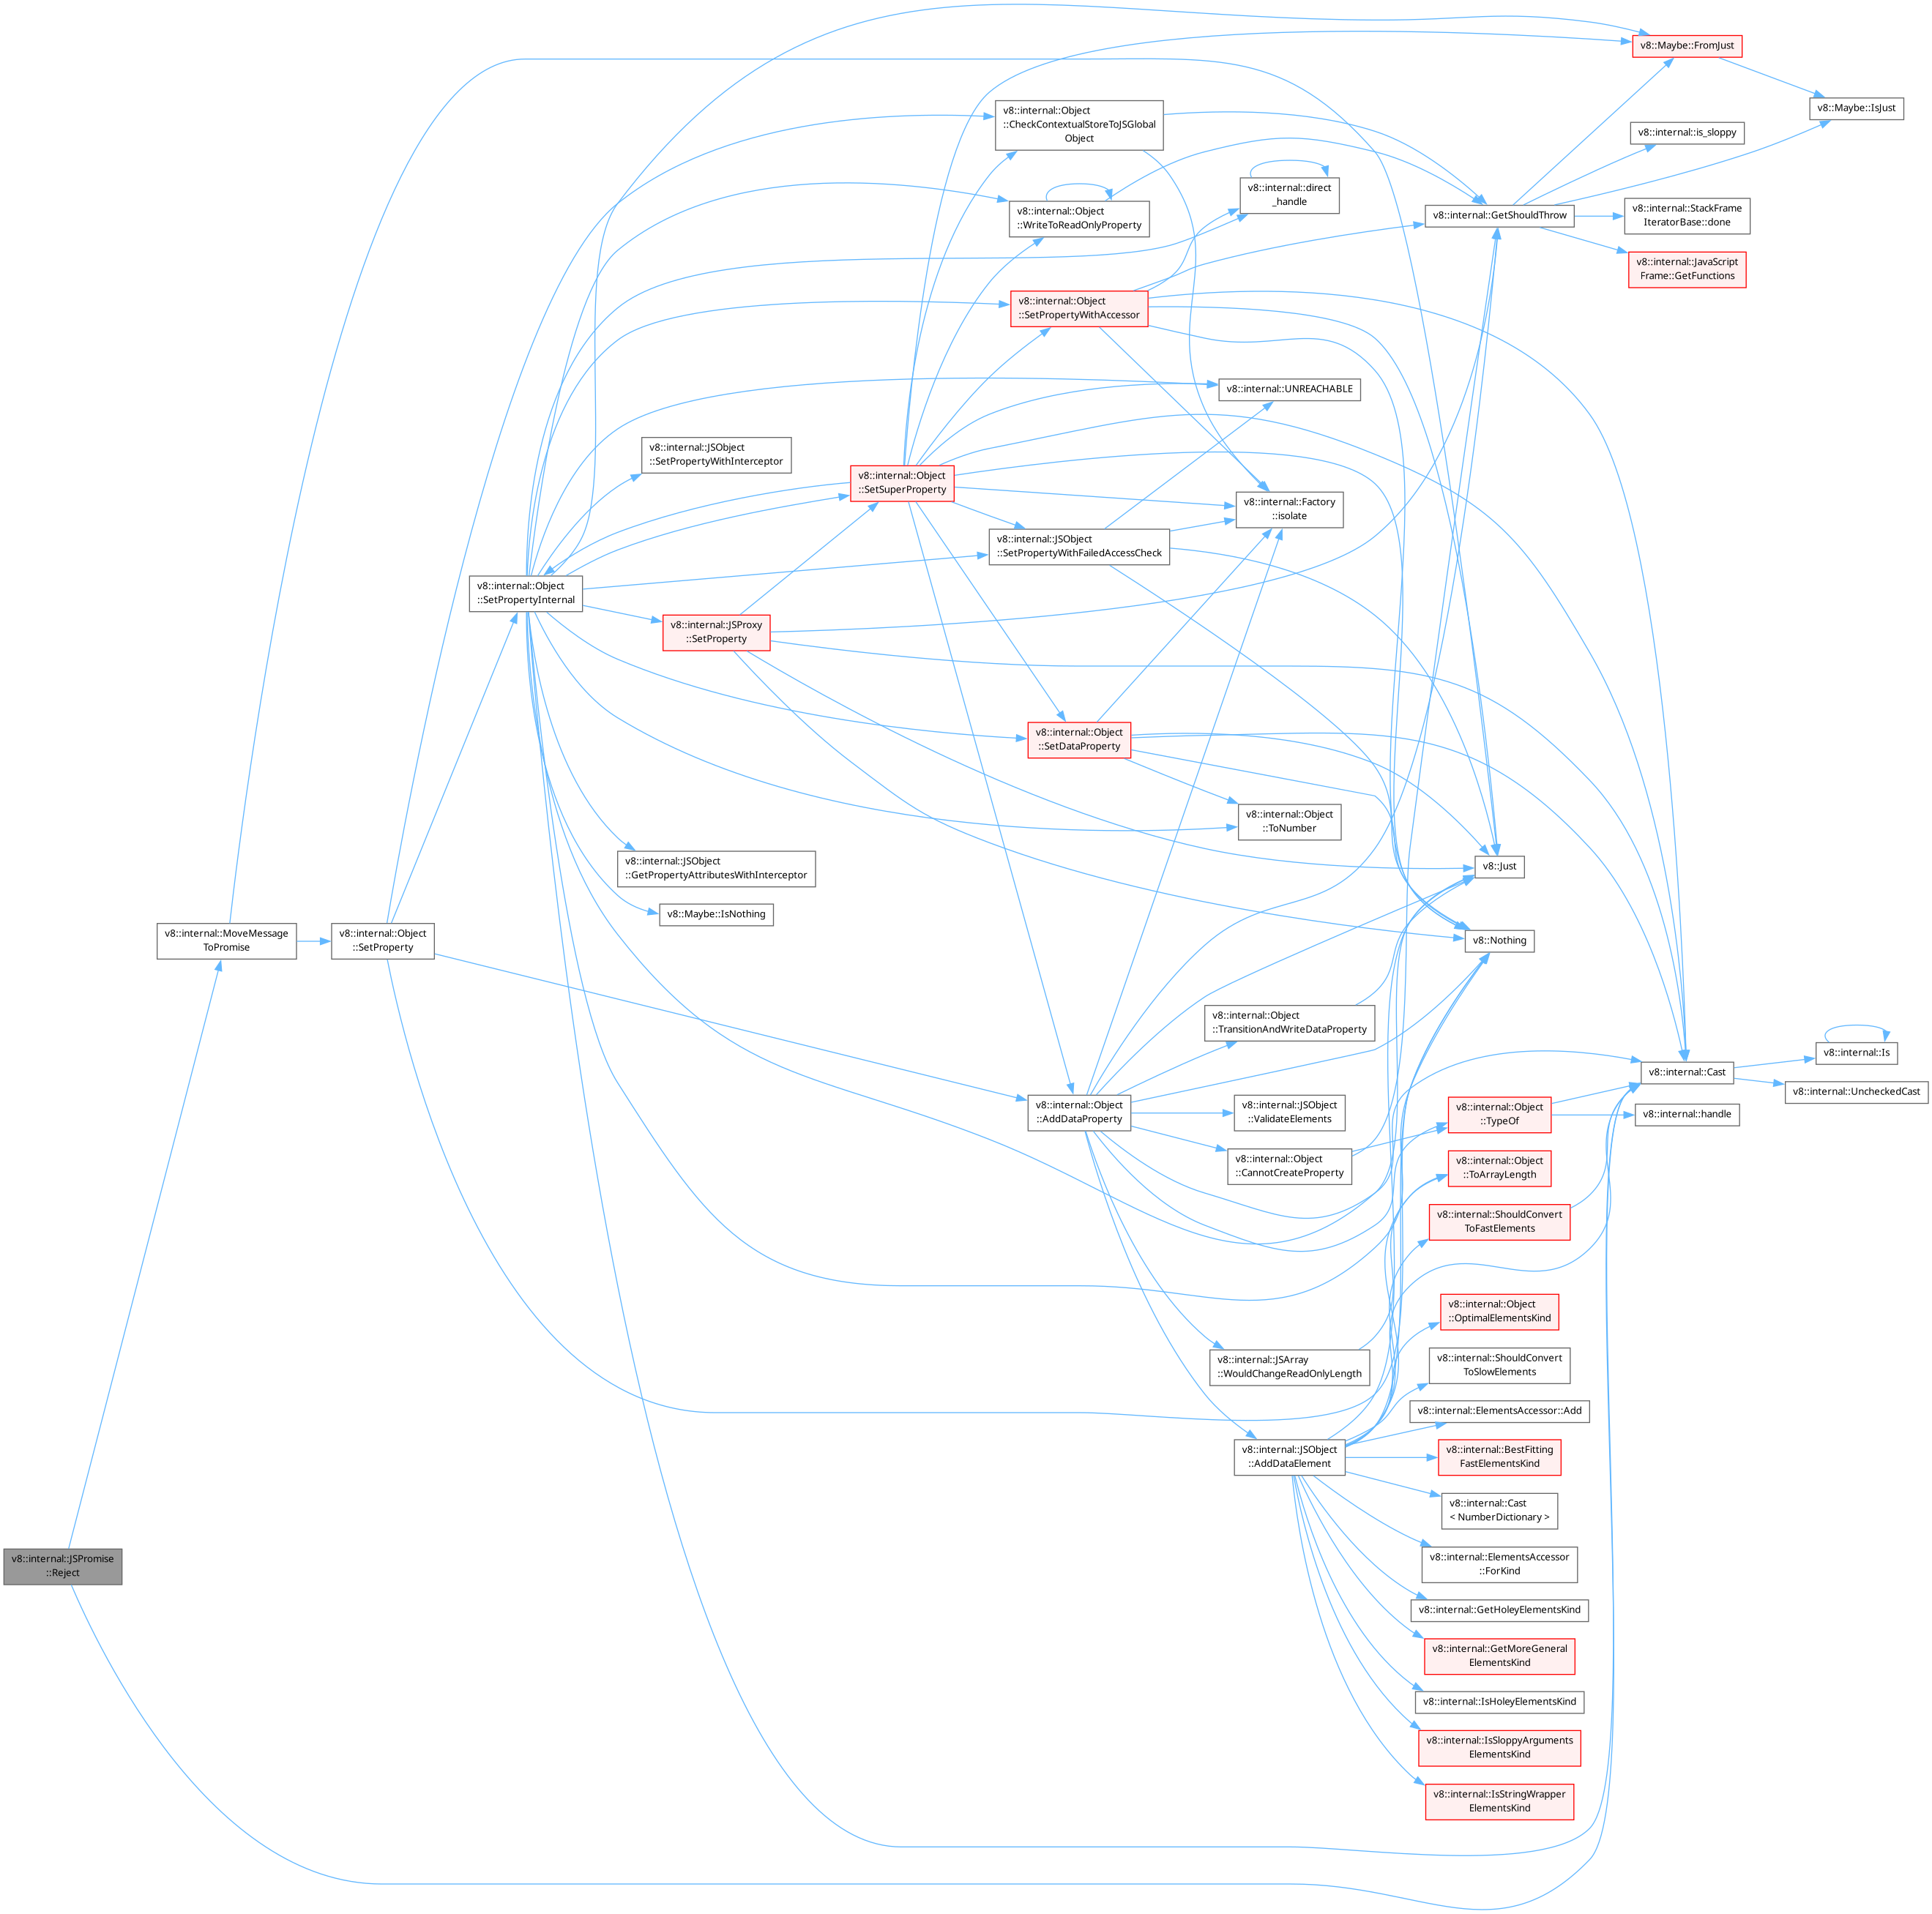 v8::Maybe::FromJust
v8::Maybe::IsJust
v8::internal::Object
::CheckContextualStoreToJSGlobal
Object
v8::internal::is_sloppy
v8::internal::direct
_handle
v8::internal::Object
::WriteToReadOnlyProperty
v8::internal::GetShouldThrow
v8::internal::StackFrame
IteratorBase::done
v8::internal::JavaScript
Frame::GetFunctions
v8::internal::Object
::SetPropertyWithAccessor
v8::internal::UNREACHABLE
v8::internal::JSObject
::SetPropertyWithInterceptor
v8::internal::Object
::SetSuperProperty
v8::internal::Factory
::isolate
v8::internal::JSObject
::SetPropertyWithFailedAccessCheck
v8::internal::Object
::SetPropertyInternal
v8::internal::JSProxy
::SetProperty
v8::internal::Object
::SetDataProperty
v8::internal::Object
::ToNumber
v8::internal::JSObject
::GetPropertyAttributesWithInterceptor
v8::Just
v8::Maybe::IsNothing
v8::internal::MoveMessage
ToPromise
v8::internal::Object
::SetProperty
v8::Nothing
v8::internal::Object
::TransitionAndWriteDataProperty
v8::internal::Is
v8::internal::Cast
v8::internal::UncheckedCast
v8::internal::Object
::AddDataProperty
v8::internal::JSObject
::ValidateElements
v8::internal::Object
::TypeOf
v8::internal::handle
v8::internal::Object
::CannotCreateProperty
v8::internal::Object
::ToArrayLength
v8::internal::ShouldConvert
ToFastElements
v8::internal::Object
::OptimalElementsKind
v8::internal::JSArray
::WouldChangeReadOnlyLength
v8::internal::ShouldConvert
ToSlowElements
v8::internal::ElementsAccessor::Add
v8::internal::JSObject
::AddDataElement
v8::internal::BestFitting
FastElementsKind
v8::internal::Cast
< NumberDictionary >
v8::internal::JSPromise
::Reject
v8::internal::ElementsAccessor
::ForKind
v8::internal::GetHoleyElementsKind
v8::internal::GetMoreGeneral
ElementsKind
v8::internal::IsHoleyElementsKind
v8::internal::IsSloppyArguments
ElementsKind
v8::internal::IsStringWrapper
ElementsKind